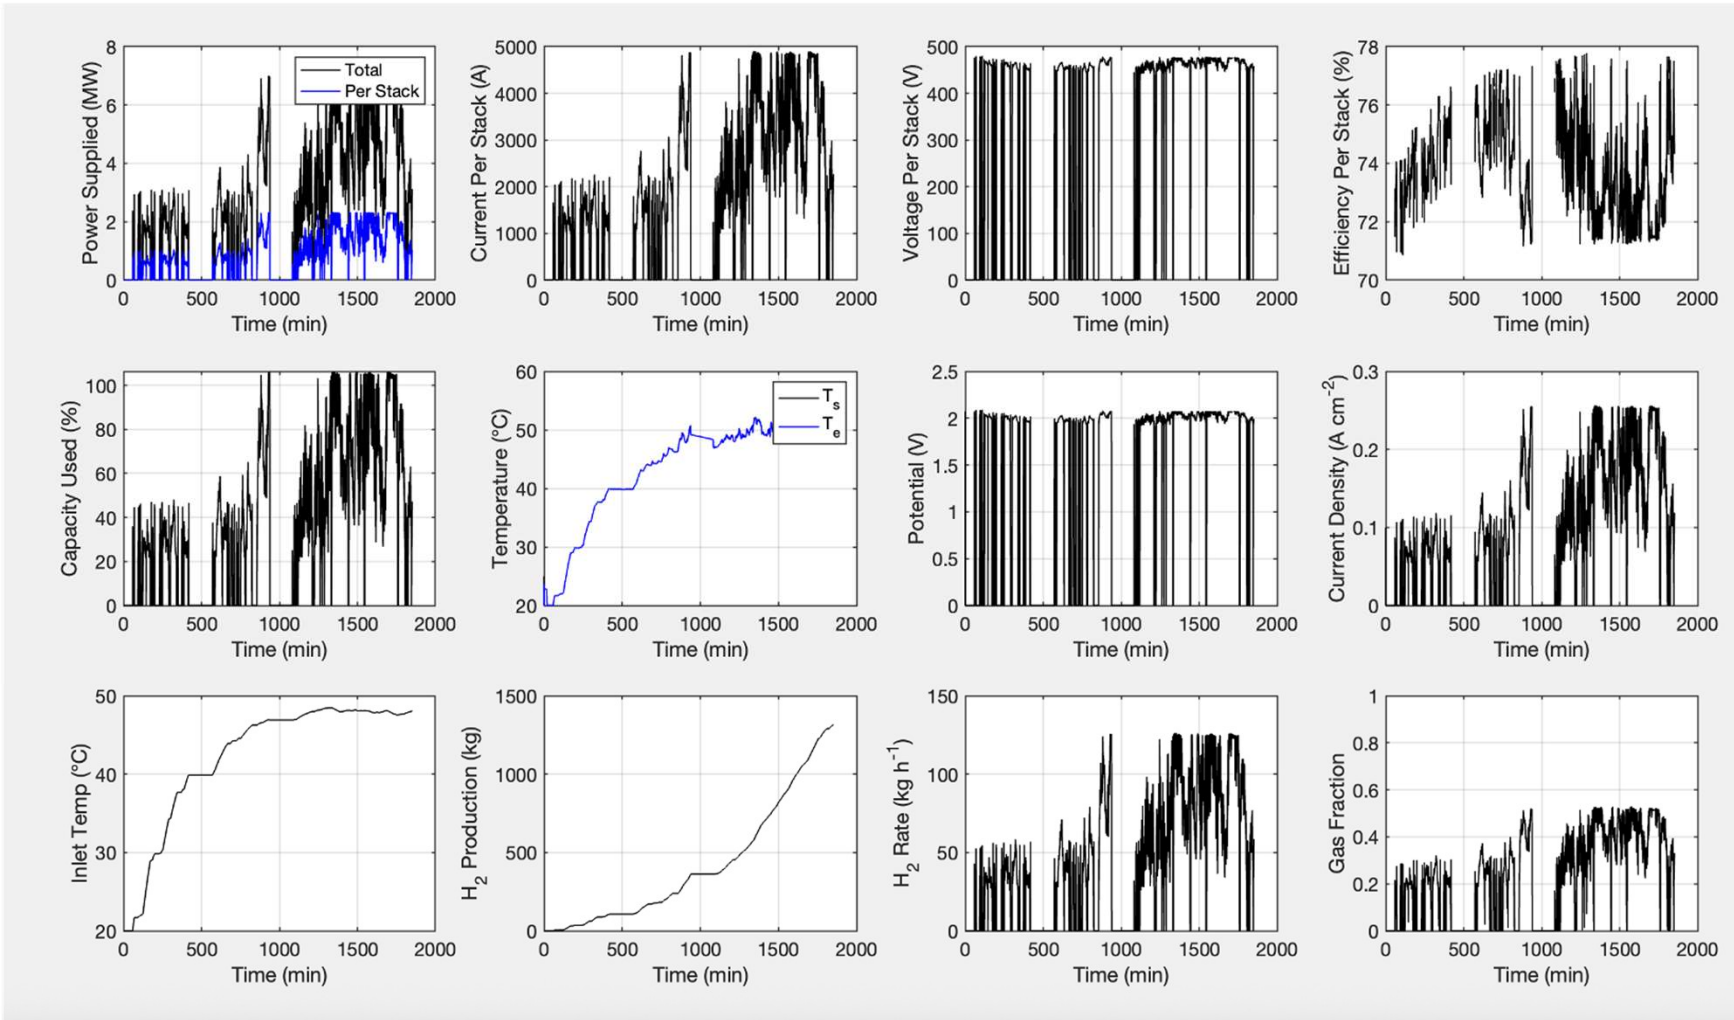 Power Supplied (MW)
8
6
4
2
0
Total
Per Stack
0 500 1000 1500 2000
Time (min)
Current Per Stack (A)
5000
4000
3000
2000
1000
0
0 500 1000 1500 2000
Time (min)
Voltage Per Stack (V)
500
400
300
200
100
0
0 500 1000 1500 2000
Time (min)
Efficiency Per Stack (%)
78
76
74
72
70
0 500 1000 1500 2000
Time (min)
Capacity Used (%)
100
80
60
40
20
0
0 500 1000 1500 2000
Time (min)
Temperature (°C)
60
50
40
30
20
T_s
T_e
0 500 1000 1500 2000
Time (min)
Potential (V)
2.5
2
1.5
1
0.5
0
0 500 1000 1500 2000
Time (min)
Current Density (A cm⁻²)
0.3
0.2
0.1
0
0 500 1000 1500 2000
Time (min)
Inlet Temp (°C)
50
40
30
20
0 500 1000 1500 2000
Time (min)
H₂ Production (kg)
1500
1000
500
0
0 500 1000 1500 2000
Time (min)
H₂ Rate (kg h⁻¹)
150
100
50
0
0 500 1000 1500 2000
Time (min)
Gas Fraction
1
0.8
0.6
0.4
0.2
0
0 500 1000 1500 2000
Time (min)